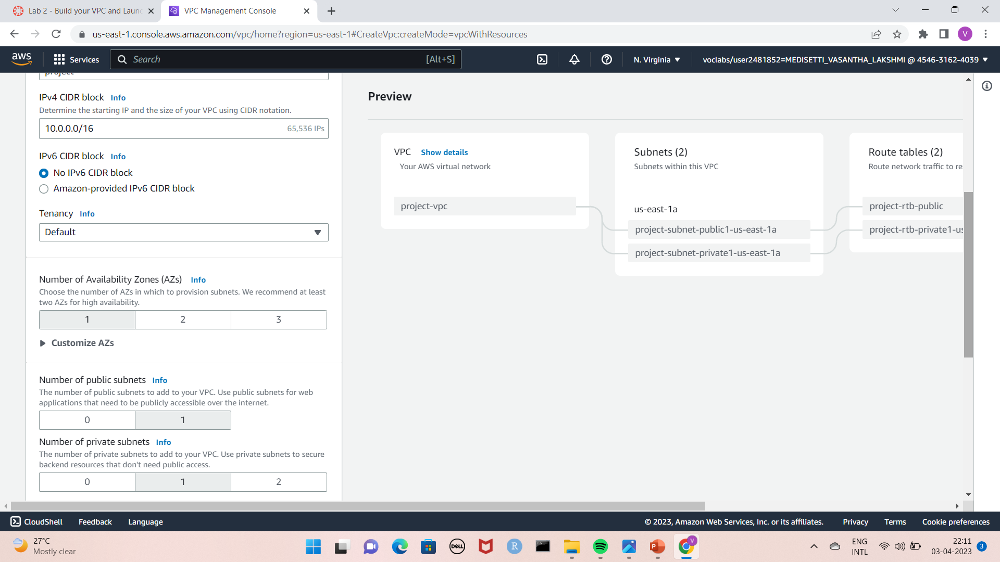 Lab 2 - Build your VPC and Launc
VPC Management Console
us-east-1.console.aws.amazon.com/vpc/home?region=us-east-1#CreateVpc:createMode=vpcWithResources
V
aws
Services
Search
[Alt+S]
N. Virginia
voclabs/user2481852=MEDISETTI_VASANTHA_LAKSHMI @ 4546-3162-4039
project
IPv4 CIDR block Info
Determine the starting IP and the size of your VPC using CIDR notation.
10.0.0.0/16
65,536 IPs
IPv6 CIDR block Info
No IPv6 CIDR block
Amazon-provided IPv6 CIDR block
Tenancy Info
Default
Number of Availability Zones (AZs) Info
Choose the number of AZs in which to provision subnets. We recommend at least
two AZs for high availability.
1 2 3
Customize AZs
Number of public subnets Info
The number of public subnets to add to your VPC. Use public subnets for web
applications that need to be publicly accessible over the internet.
0 1
Number of private subnets Info
The number of private subnets to add to your VPC. Use private subnets to secure
backend resources that don't need public access.
0 1 2
Preview
VPC Show details
Your AWS virtual network
project-vpc
Subnets (2)
Subnets within this VPC
us-east-1a
project-subnet-public1-us-east-1a
project-subnet-private1-us-east-1a
Route tables (2)
Route network traffic to re
project-rtb-public
project-rtb-private1-us
CloudShell
Feedback
Language
© 2023, Amazon Web Services, Inc. or its affiliates.
Privacy
Terms
Cookie preferences
27°C
Mostly clear
DELL
R
P
V
ENG
INTL
22:11
03-04-2023
3